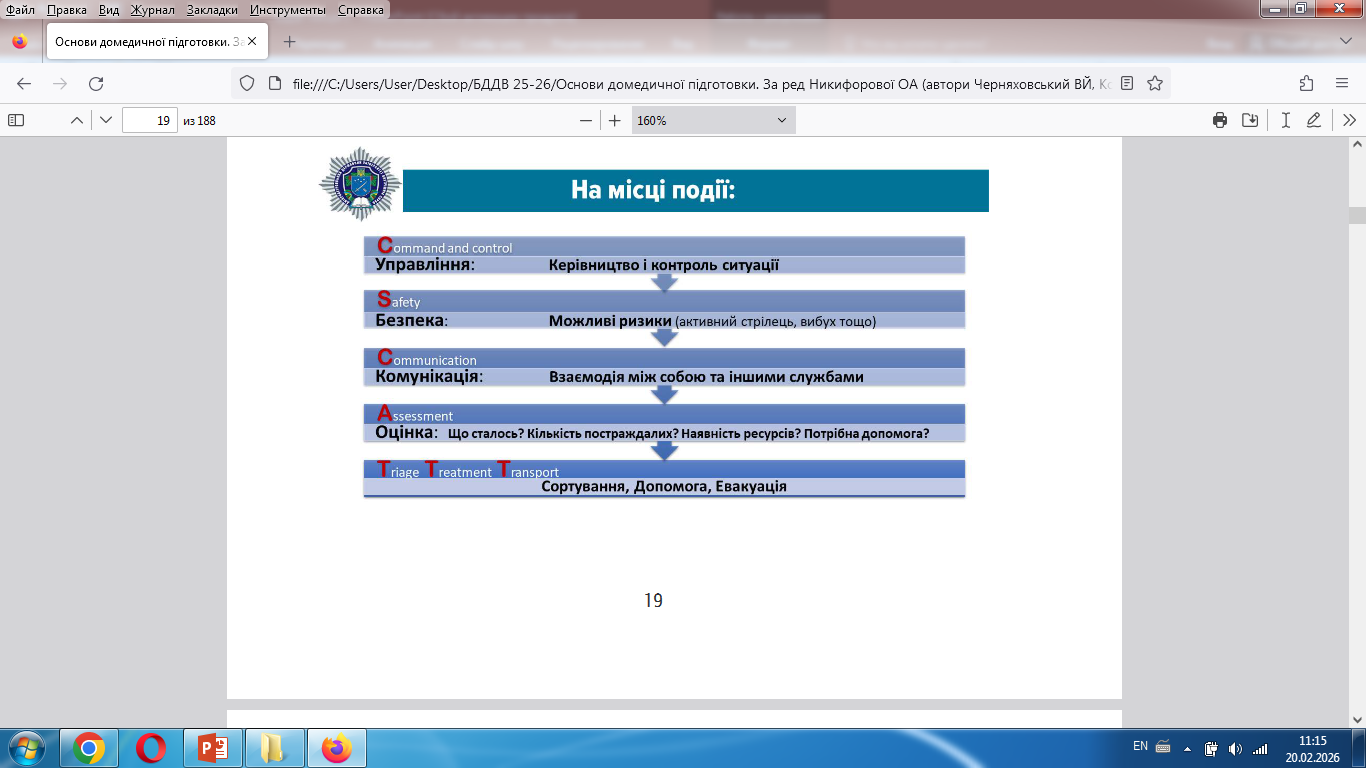 Файл Правка Вид Журнал Закладки Инструменты Справка
Основи домедичної підготовки. За
file:///C:/Users/User/Desktop/БДДВ 25-26/Основи домедичної підготовки. За ред Никифорової ОА (автори Черняховський ВЙ, Ко
19 из 188
160%
На місці події:
Command and control
Управління: Керівництво і контроль ситуації
Safety
Безпека: Можливі ризики (активний стрілець, вибух тощо)
Communication
Комунікація: Взаємодія між собою та іншими службами
Assessment
Оцінка: Що сталось? Кількість постраждалих? Наявність ресурсів? Потрібна допомога?
Triage Treatment Transport
Сортування, Допомога, Евакуація
19
EN
11:15
20.02.2026